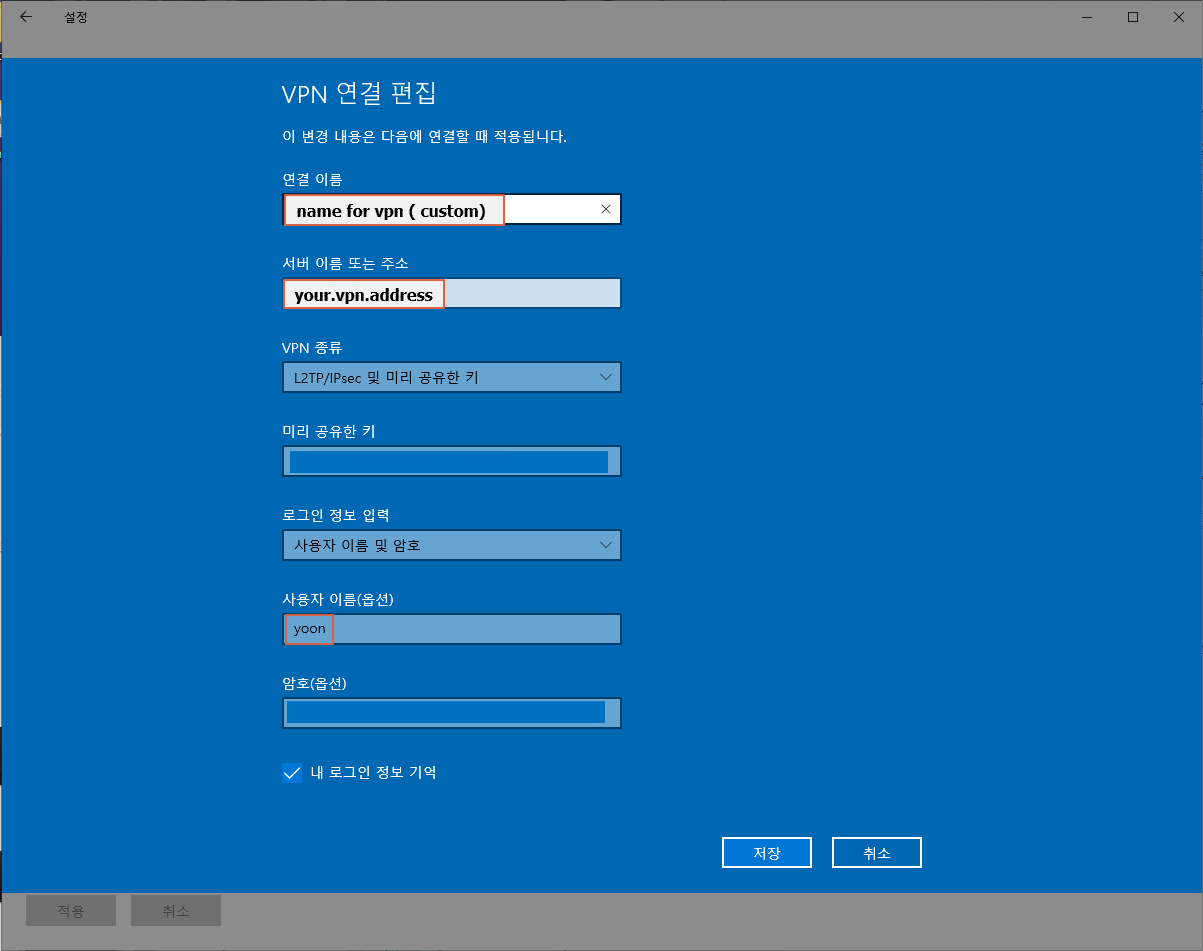 설정
VPN 연결 편집
이 변경 내용은 다음에 연결할 때 적용됩니다.
연결 이름
name for vpn ( custom)
서버 이름 또는 주소
your.vpn.address
VPN 종류
L2TP/IPsec 및 미리 공유한 키
미리 공유한 키
로그인 정보 입력
사용자 이름 및 암호
사용자 이름(옵션)
yoon
암호(옵션)
내 로그인 정보 기억
저장 취소
적용 취소